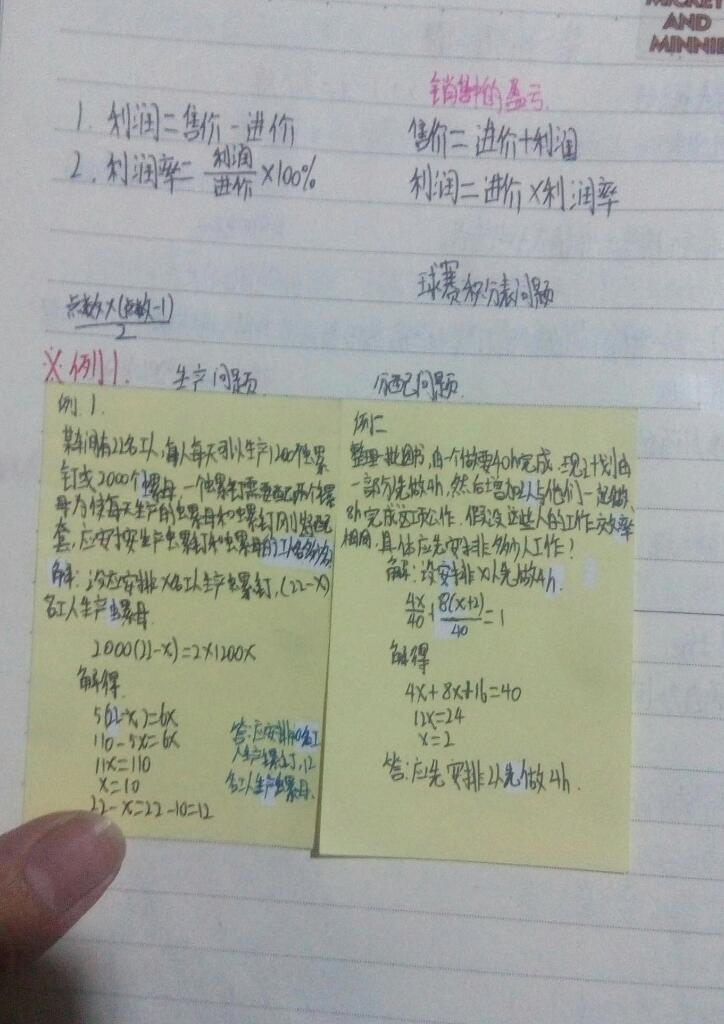 MICKEY
AND
MINNIE
销售中的盈亏
1. 利润=售价-进价
售价=进价+利润
2. 利润率=利润/进价×100%
利润=进价×利润率
球赛积分表问题
点数×(点数-1)/2
※例1.
生产问题
分配问题
例.1.
某车间有22名工人,每人每天可以生产1200个螺
钉或2000个螺母,一个螺钉需要配两个螺
母为使每天生产的螺母和螺钉刚好配
套,应安排生产螺钉和螺母的工人各多少名
解:设应安排x名工人生产螺钉,(22-x)
名工人生产螺母.
2000(22-x)=2×1200x
解得.
5(22-x)=6x
110-5x=6x
11x=110
x=10
22-x=22-10=12
答:应安排10名工
人生产螺钉,12
名工人生产螺母.
例二
整理一批图书,由一个做要40h完成.现计划由
一部分先做4h,然后增加2人与他们一起做
8h完成这项工作.假设这些人的工作效率
相同,具体应先安排多少人工作?
解:设安排x人先做4h.
4x/40+8(x+2)/40=1
解得
4x+8x+16=40
12x=24
x=2
答:应先安排2人先做4h.